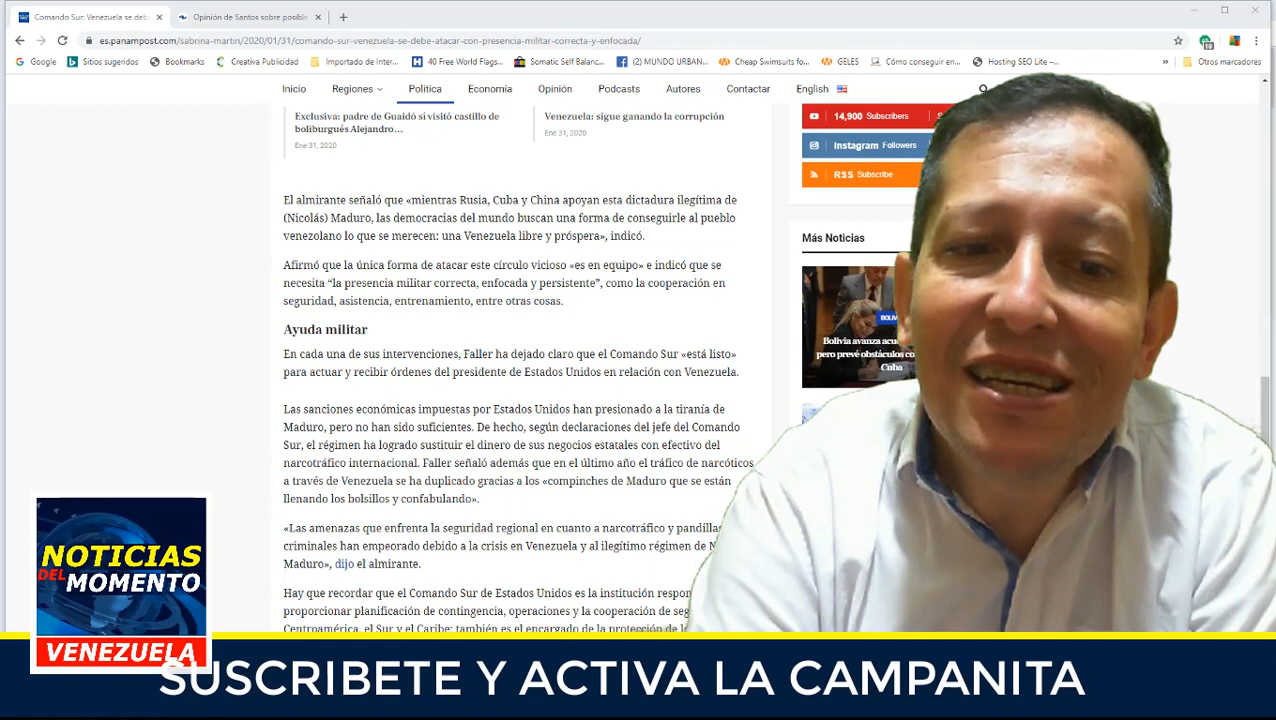 Comando Sur: Venezuela se deb
Opinión de Santos sobre posible
es.panampost.com/sabrina-martin/2020/01/31/comando-sur-venezuela-se-debe-atacar-con-presencia-militar-correcta-y-enfocada/
Google
Sitios sugeridos
Bookmarks
Creativa Publicidad
Importado de Inter...
40 Free World Flags...
Somatic Self Balanc...
(2) MUNDO URBAN...
Cheap Swimsuits fo...
GELES
Cómo conseguir en...
Hosting SEO Lite –...
»
Otros marcadores
Inicio
Regiones
Política
Economía
Opinión
Podcasts
Autores
Contactar
English
Exclusiva: padre de Guaidó sí visitó castillo de
boliburgués Alejandro...
Ene 31, 2020
Venezuela: sigue ganando la corrupción
Ene 31, 2020
14,900 Subscribers
Instagram Followers
RSS Subscribe
El almirante señaló que «mientras Rusia, Cuba y China apoyan esta dictadura ilegítima de
(Nicolás) Maduro, las democracias del mundo buscan una forma de conseguirle al pueblo
venezolano lo que se merecen: una Venezuela libre y próspera», indicó.
Afirmó que la única forma de atacar este círculo vicioso «es en equipo» e indicó que se
necesita “la presencia militar correcta, enfocada y persistente”, como la cooperación en
seguridad, asistencia, entrenamiento, entre otras cosas.
Ayuda militar
En cada una de sus intervenciones, Faller ha dejado claro que el Comando Sur «está listo»
para actuar y recibir órdenes del presidente de Estados Unidos en relación con Venezuela.
Las sanciones económicas impuestas por Estados Unidos han presionado a la tiranía de
Maduro, pero no han sido suficientes. De hecho, según declaraciones del jefe del Comando
Sur, el régimen ha logrado sustituir el dinero de sus negocios estatales con efectivo del
narcotráfico internacional. Faller señaló además que en el último año el tráfico de narcóticos
a través de Venezuela se ha duplicado gracias a los «compinches de Maduro que se están
llenando los bolsillos y confabulando».
«Las amenazas que enfrenta la seguridad regional en cuanto a narcotráfico y pandillas
criminales han empeorado debido a la crisis en Venezuela y al ilegítimo régimen de
Maduro», dijo el almirante.
Hay que recordar que el Comando Sur de Estados Unidos es la institución
proporcionar planificación de contingencia, operaciones y la cooperación de
Centroamérica, el Sur y el Caribe; también es el encargado de la protección de
Más Noticias
Bolivia avanza
pero prevé obstáculos
Cuba
NOTICIAS
DEL MOMENTO
VENEZUELA
SUSCRIBETE Y ACTIVA LA CAMPANITA